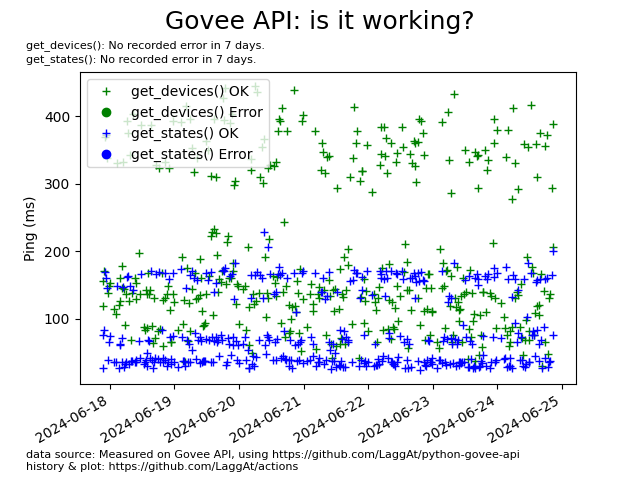 Govee API: is it working?
get_devices(): No recorded error in 7 days.
get_states(): No recorded error in 7 days.
get_devices() OK
get_devices() Error
get_states() OK
get_states() Error
400
300
200
100
Ping (ms)
2024-06-18
2024-06-19
2024-06-20
2024-06-21
2024-06-22
2024-06-23
2024-06-24
2024-06-25
data source: Measured on Govee API, using https://github.com/LaggAt/python-govee-api
history & plot: https://github.com/LaggAt/actions